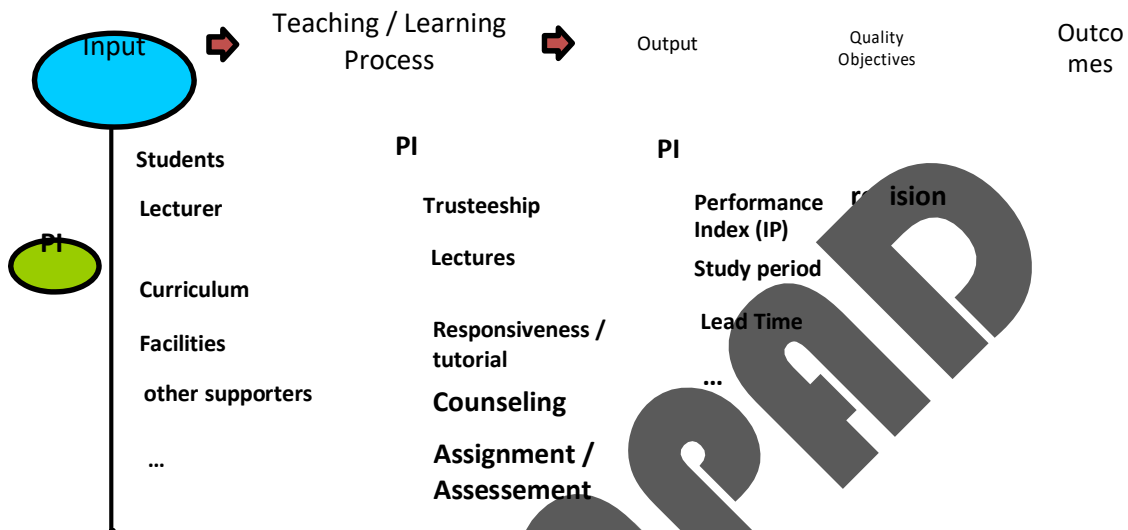 Input
Teaching / Learning
Process
Output
Quality
Objectives
Outco
mes
PI
Students
Lecturer
Curriculum
Facilities
other supporters
...
PI
Trusteeship
Lectures
Responsiveness /
tutorial
Counseling
Assignment /
Assessement
PI
Performance
Index (IP)
Study period
Lead Time
...